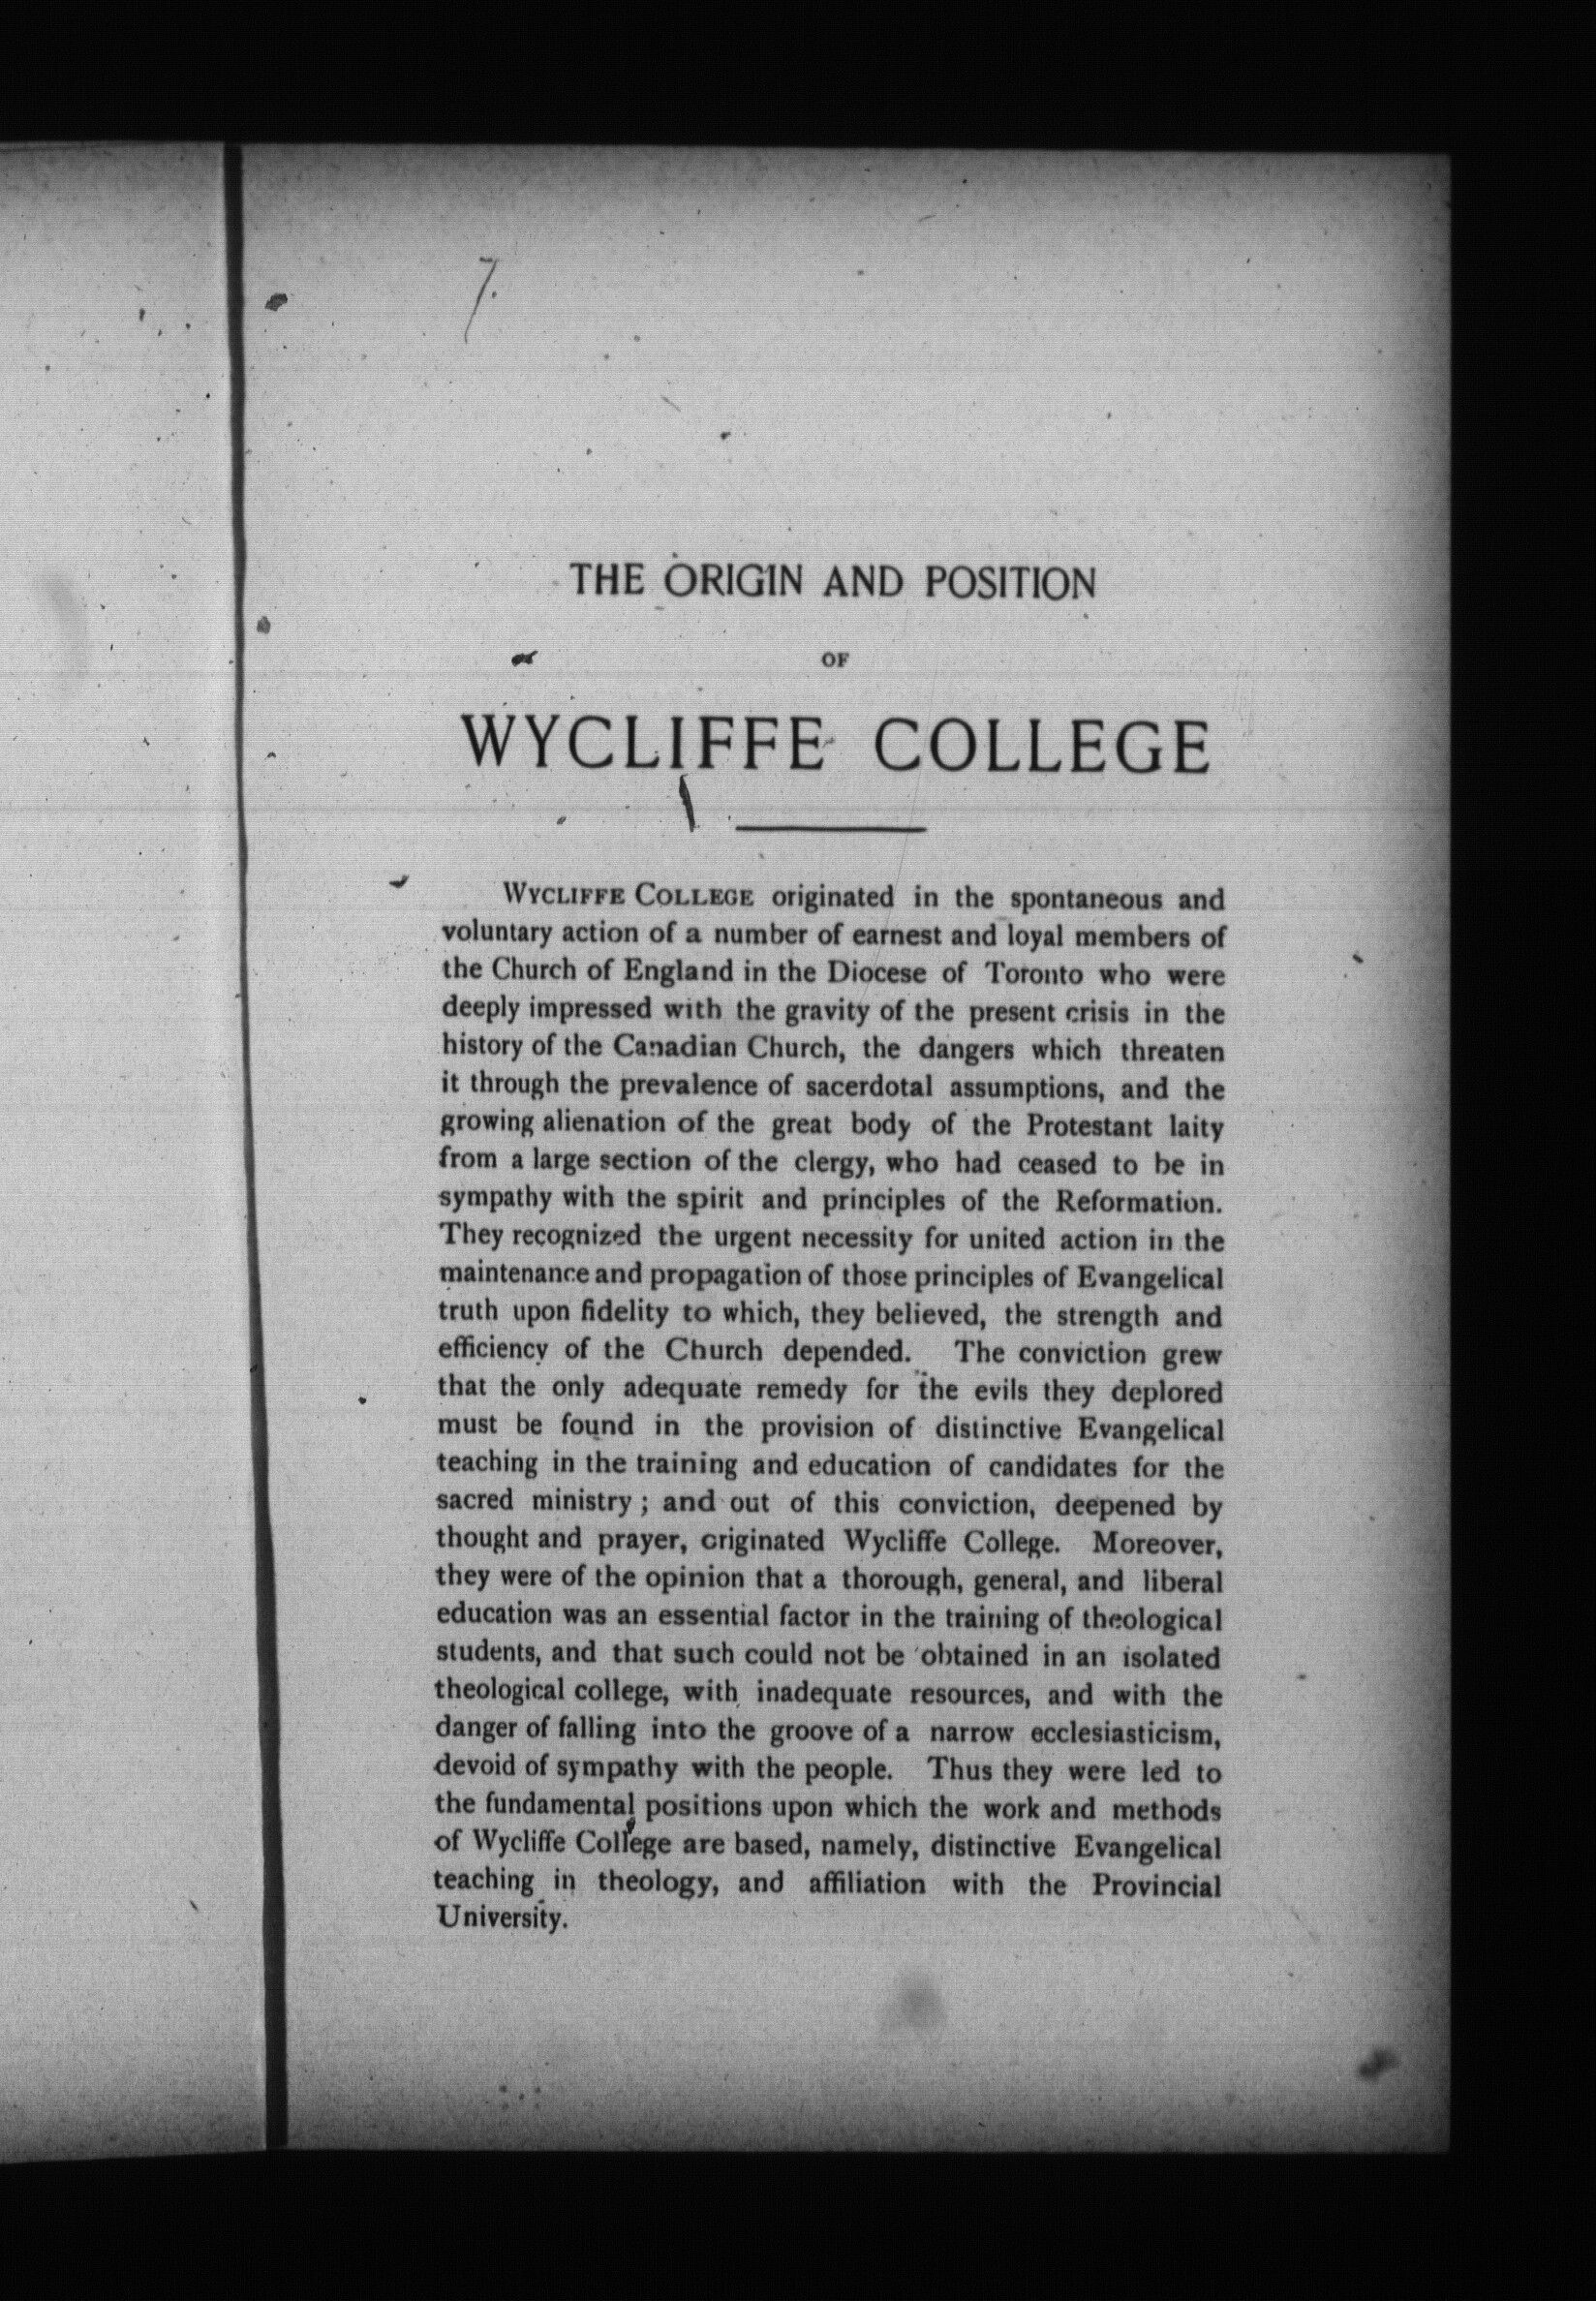 7.
THE ORIGIN AND POSITION
OF
WYCLIFFE COLLEGE
WYCLIFFE COLLEGE originated in the spontaneous and
voluntary action of a number of earnest and loyal members of
the Church of England in the Diocese of Toronto who were
deeply impressed with the gravity of the present crisis in the
history of the Canadian Church, the dangers which threaten
it through the prevalence of sacerdotal assumptions, and the
growing alienation of the great body of the Protestant laity
from a large section of the clergy, who had ceased to be in
sympathy with the spirit and principles of the Reformation.
They recognized the urgent necessity for united action in the
maintenance and propagation of those principles of Evangelical
truth upon fidelity to which, they believed, the strength and
efficiency of the Church depended. The conviction grew
that the only adequate remedy for the evils they deplored
must be found in the provision of distinctive Evangelical
teaching in the training and education of candidates for the
sacred ministry ; and out of this conviction, deepened by
thought and prayer, originated Wycliffe College. Moreover,
they were of the opinion that a thorough, general, and liberal
education was an essential factor in the training of theological
students, and that such could not be obtained in an isolated
theological college, with inadequate resources, and with the
danger of falling into the groove of a narrow ecclesiasticism,
devoid of sympathy with the people. Thus they were led to
the fundamental positions upon which the work and methods
of Wycliffe College are based, namely, distinctive Evangelical
teaching in theology, and affiliation with the Provincial
University.